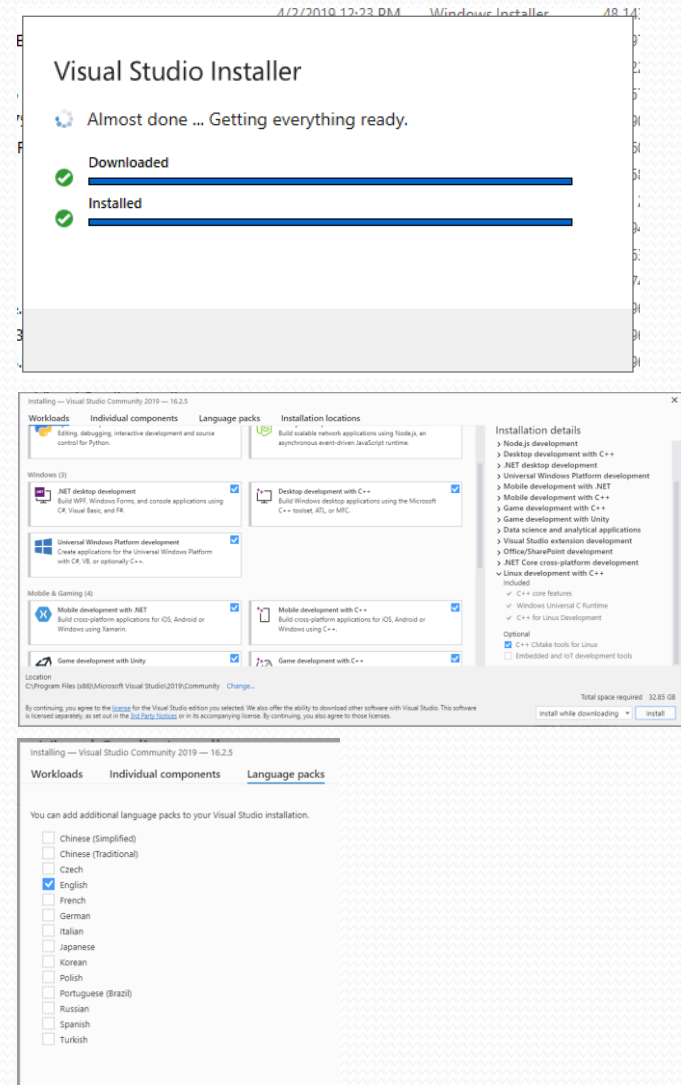 4/2/2019 12:23 PM Windows Installer 48,14
Visual Studio Installer
Almost done ... Getting everything ready.
Downloaded
Installed
Installing — Visual Studio Community 2019 — 16.2.5
Workloads Individual components Language packs Installation locations
Editing, debugging, interactive development and source
control for Python.
Build scalable network applications using Node.js, an
asynchronous event-driven JavaScript runtime.
Windows (3)
.NET desktop development
Build WPF, Windows Forms, and console applications using
C#, Visual Basic, and F#.
Desktop development with C++
Build Windows desktop applications using the Microsoft
C++ toolset, ATL, or MFC.
Universal Windows Platform development
Create applications for the Universal Windows Platform
with C#, VB, or optionally C++.
Mobile & Gaming (4)
Mobile development with .NET
Build cross-platform applications for iOS, Android or
Windows using Xamarin.
Mobile development with C++
Build cross-platform applications for iOS, Android or
Windows using C++.
Game development with Unity
Game development with C++
Installation details
Node.js development
Desktop development with C++
.NET desktop development
Universal Windows Platform development
Mobile development with .NET
Mobile development with C++
Game development with C++
Game development with Unity
Data science and analytical applications
Visual Studio extension development
Office/SharePoint development
.NET Core cross-platform development
Linux development with C++
Included
C++ core features
Windows Universal C Runtime
C++ for Linux Development
Optional
C++ CMake tools for Linux
Embedded and IoT development tools
Location
C:\Program Files (x86)\Microsoft Visual Studio\2019\Community Change...
By continuing, you agree to the license for the Visual Studio edition you selected. We also offer the ability to download other software with Visual Studio. This software
is licensed separately, as set out in the 3rd Party Notices or in its accompanying license. By continuing, you also agree to those licenses.
Total space required 32.85 GB
Install while downloading Install
Installing — Visual Studio Community 2019 — 16.2.5
Workloads Individual components Language packs
You can add additional language packs to your Visual Studio installation.
Chinese (Simplified)
Chinese (Traditional)
Czech
English
French
German
Italian
Japanese
Korean
Polish
Portuguese (Brazil)
Russian
Spanish
Turkish